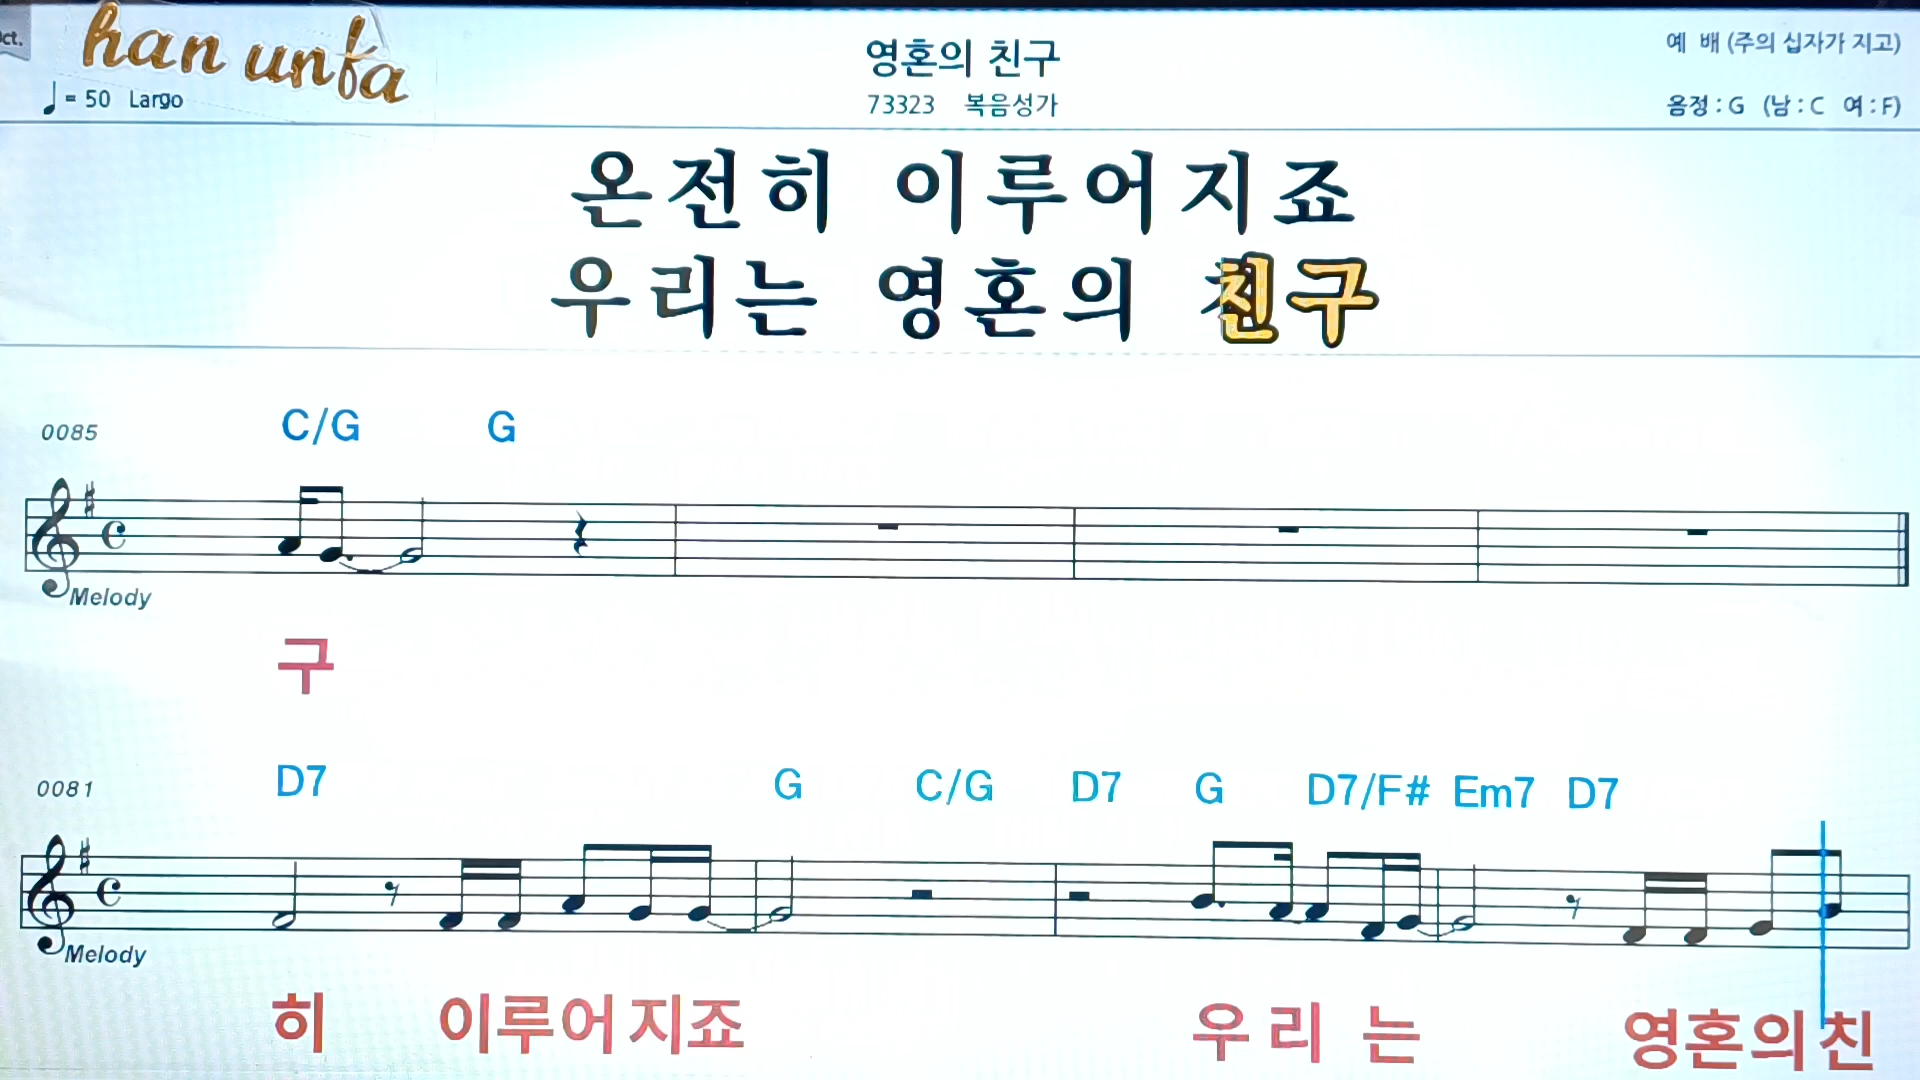 ct.
han unfa
= 50 Largo
영혼의 친구
73323 복음성가
예 배 (주의 십자가 지고)
음정 : G (남 : C 여 : F)
온전히 이루어지죠
우리는 영혼의 친구
0085
C/G G
Melody
구
0081
D7 G C/G D7 G D7/F# Em7 D7
Melody
히 이루어지죠 우리 는 영혼의친